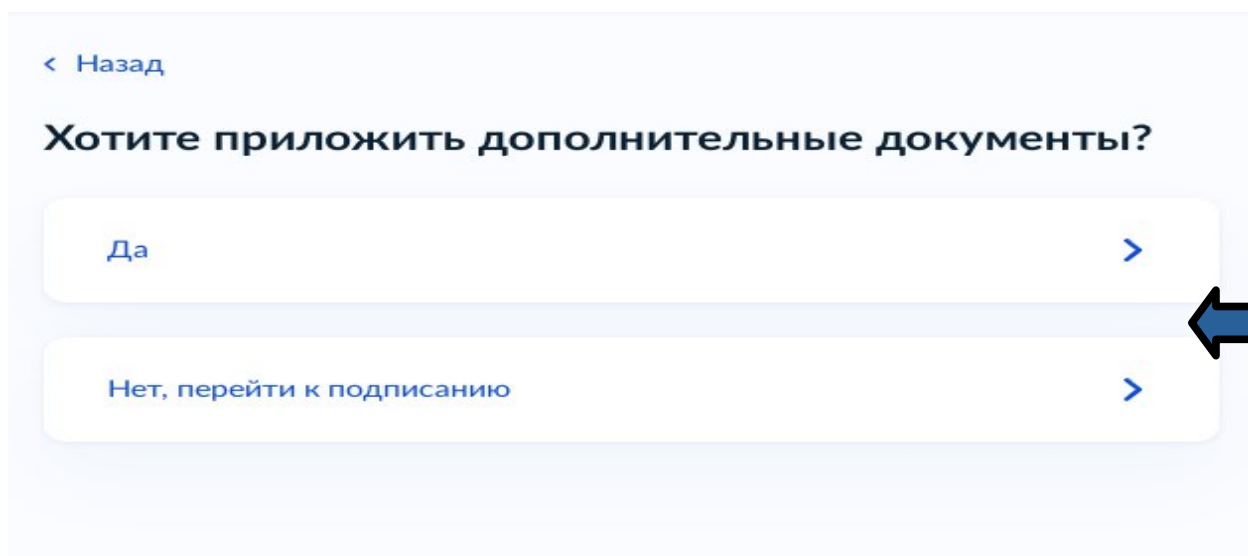 Назад
Хотите приложить дополнительные документы?
Да
Нет, перейти к подписанию